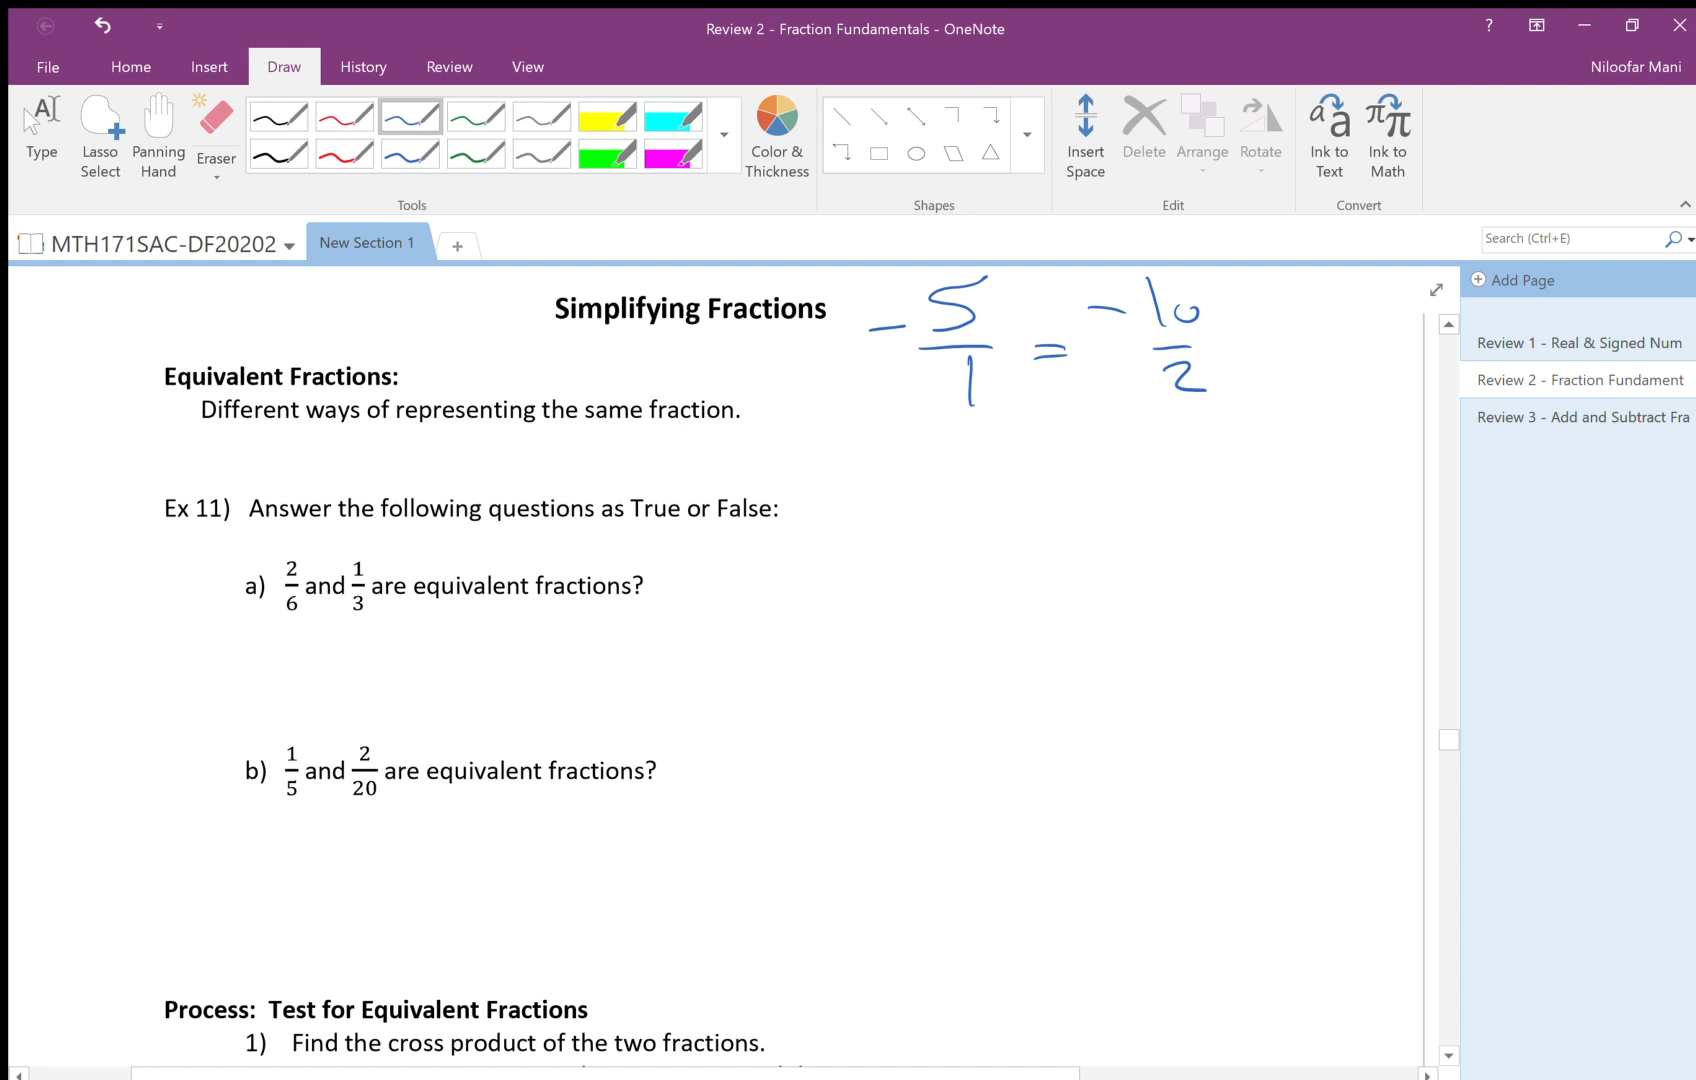 Review 2 - Fraction Fundamentals - OneNote
?
File Home Insert Draw History Review View
Niloofar Mani
Type
Lasso Select
Panning Hand
Eraser
Color & Thickness
Insert Space
Delete
Arrange
Rotate
Ink to Text
Ink to Math
Tools Shapes Edit Convert
MTH171SAC-DF20202 New Section 1 +
Search (Ctrl+E)
Add Page
Review 1 - Real & Signed Num
Review 2 - Fraction Fundament
Review 3 - Add and Subtract Fra
Simplifying Fractions
- 5/1 = -10/2
Equivalent Fractions:
Different ways of representing the same fraction.
Ex 11) Answer the following questions as True or False:
a) 2/6 and 1/3 are equivalent fractions?
b) 1/5 and 2/20 are equivalent fractions?
Process: Test for Equivalent Fractions
1) Find the cross product of the two fractions.